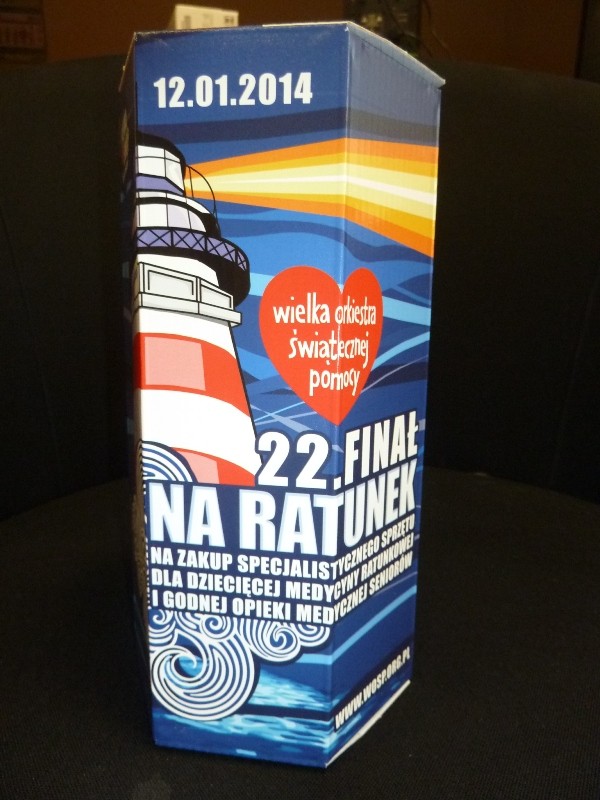 12.01.2014
wielka orkiestra
świątecznej
pomocy
22. FINAŁ
NA RATUNEK
NA ZAKUP SPECJALISTYCZNEGO SPRZĘTU
DLA DZIECIĘCEJ MEDYCYNY RATUNKOWEJ
I GODNEJ OPIEKI MEDYCZNEJ SENIORÓW
WWW.WOSP.ORG.PL